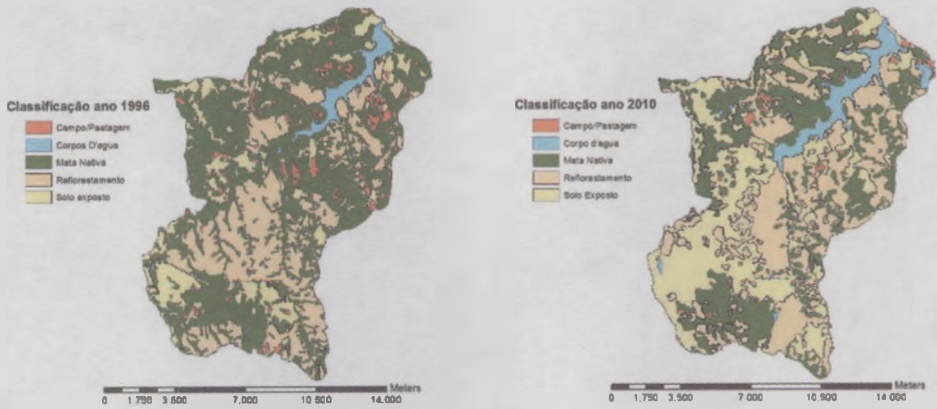 Classificação ano 1996
Campo/Pastagem
Corpos D'agua
Mata Nativa
Reflorestamento
Solo exposto
Meters
0 1.750 3.500 7.000 10.500 14.000
Classificação ano 2010
Campo/Pastagem
Corpo d'agua
Mata Nativa
Reflorestamento
Solo Exposto
Meters
0 1.750 3.500 7.000 10.500 14.000